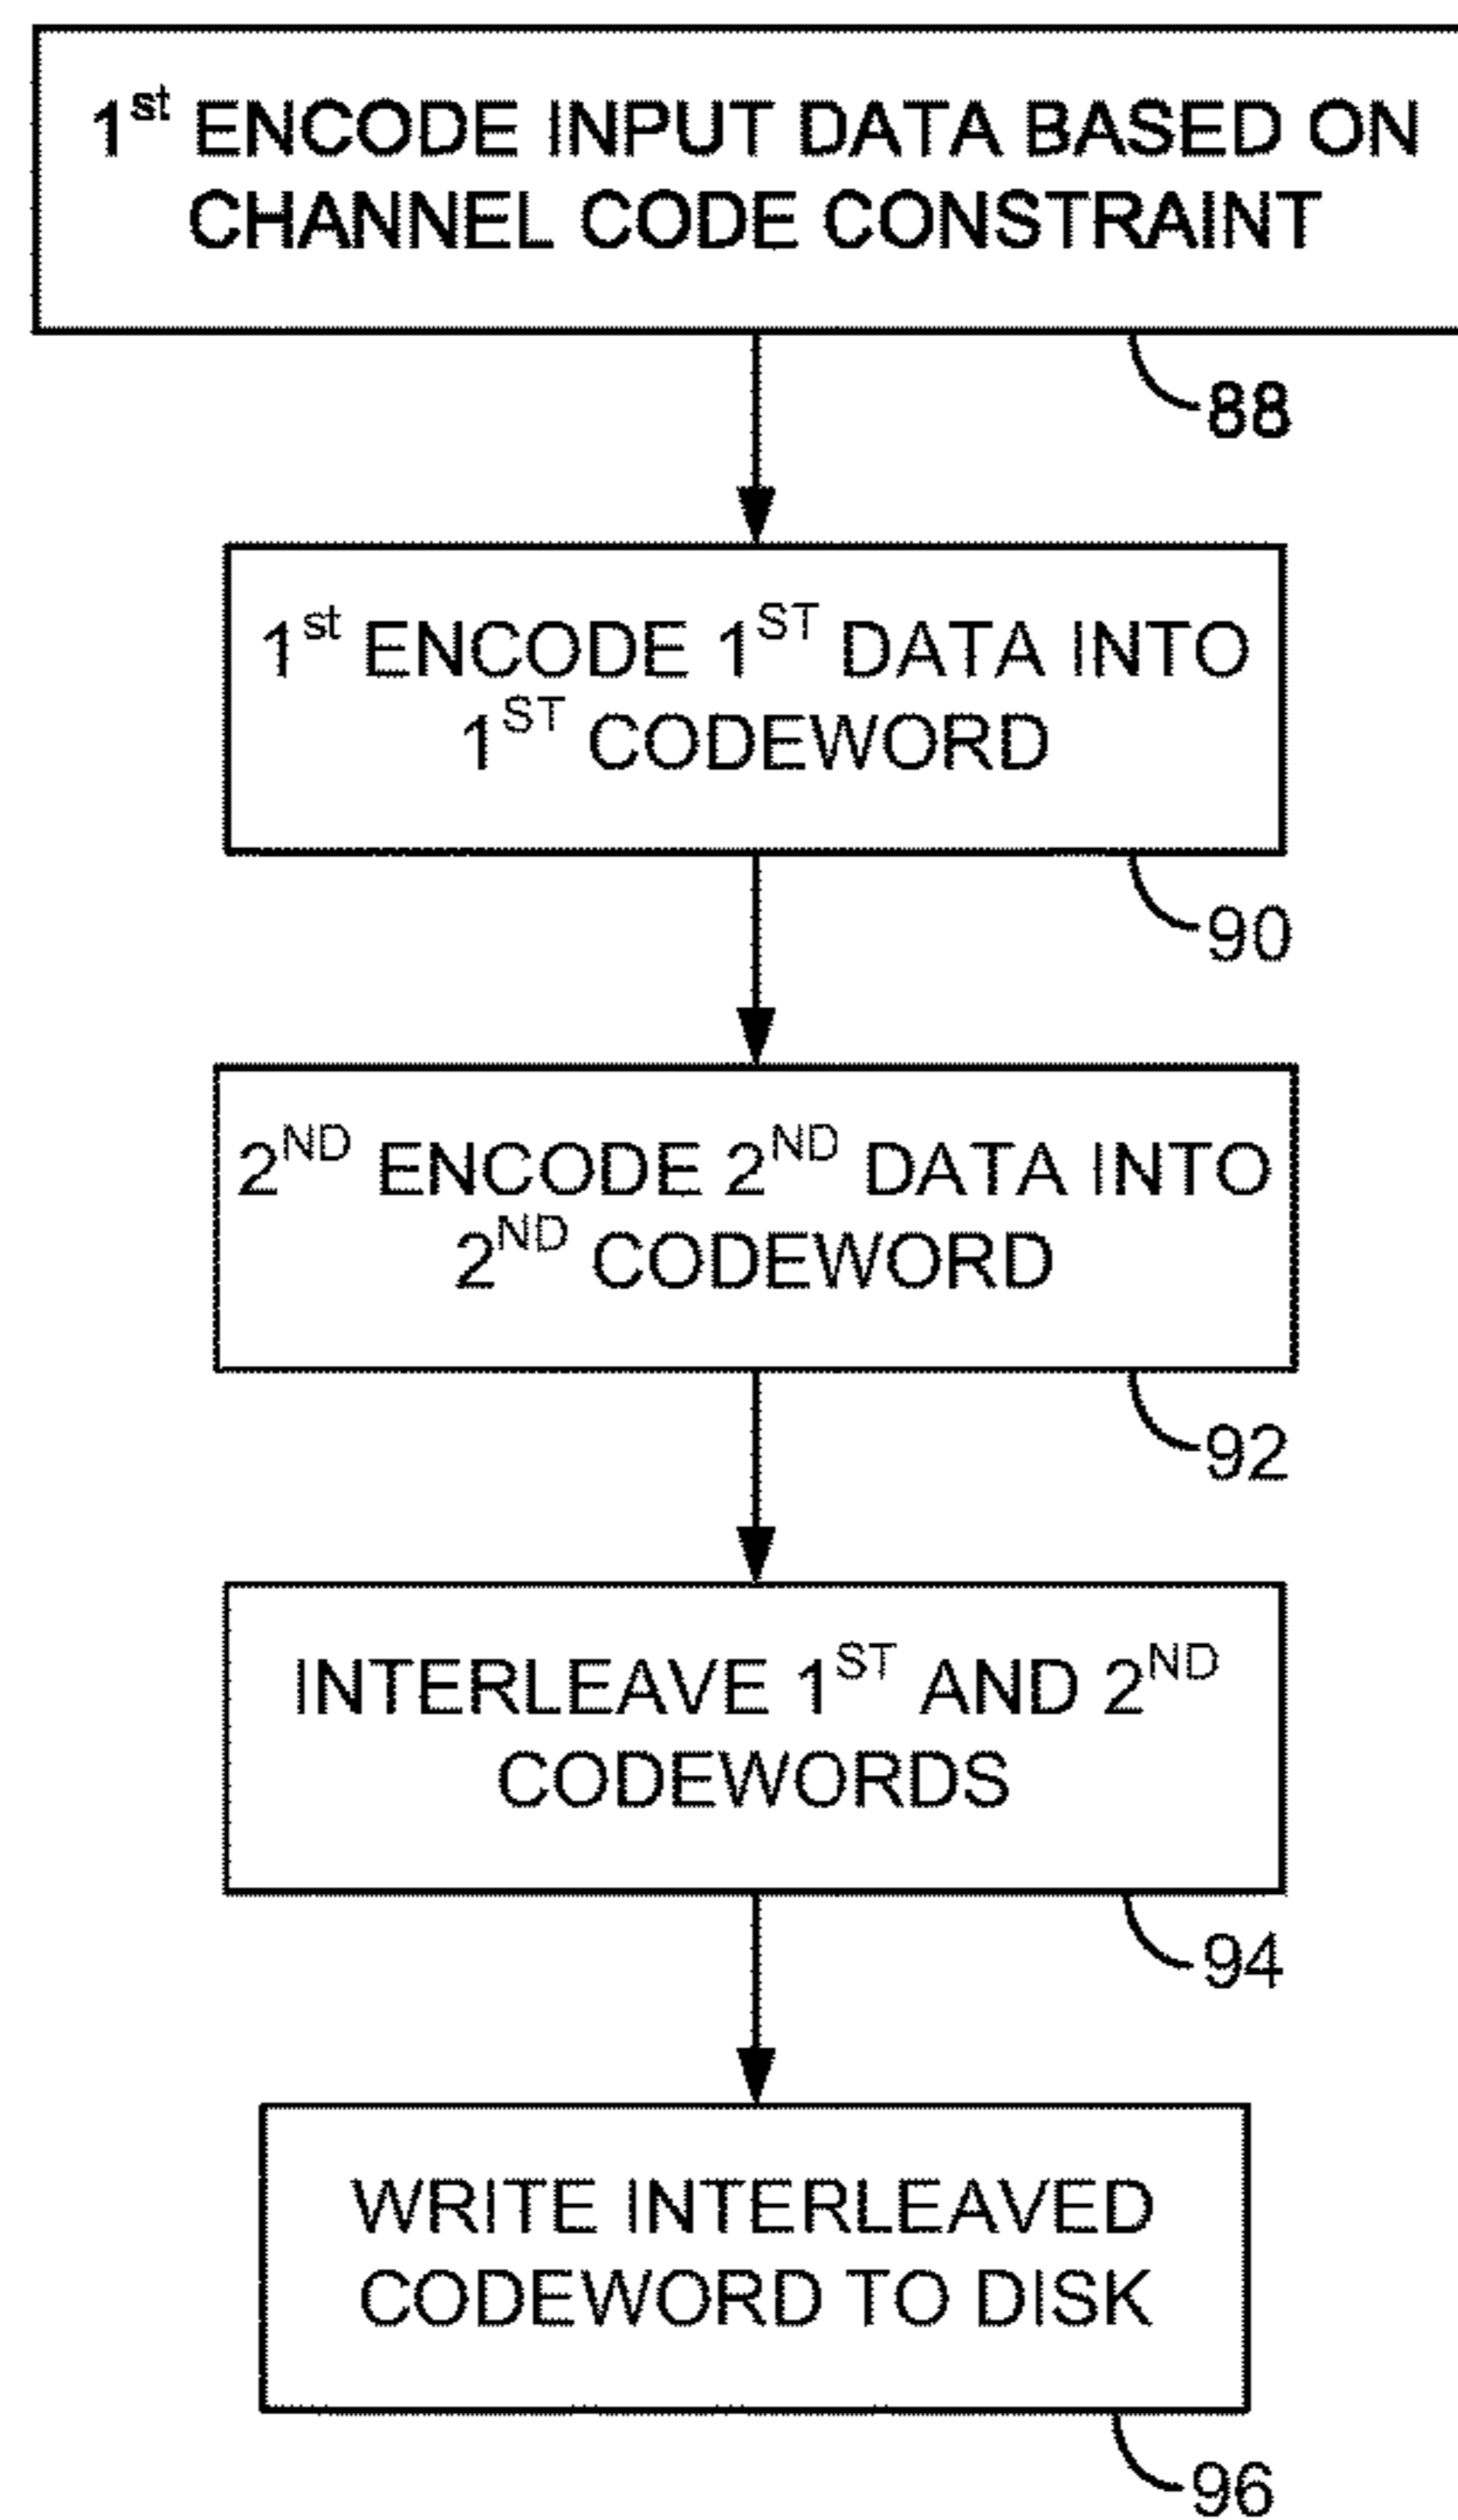 1st ENCODE INPUT DATA BASED ON
CHANNEL CODE CONSTRAINT
88
1st ENCODE 1ST DATA INTO
1ST CODEWORD
90
2ND ENCODE 2ND DATA INTO
2ND CODEWORD
92
INTERLEAVE 1ST AND 2ND
CODEWORDS
94
WRITE INTERLEAVED
CODEWORD TO DISK
96